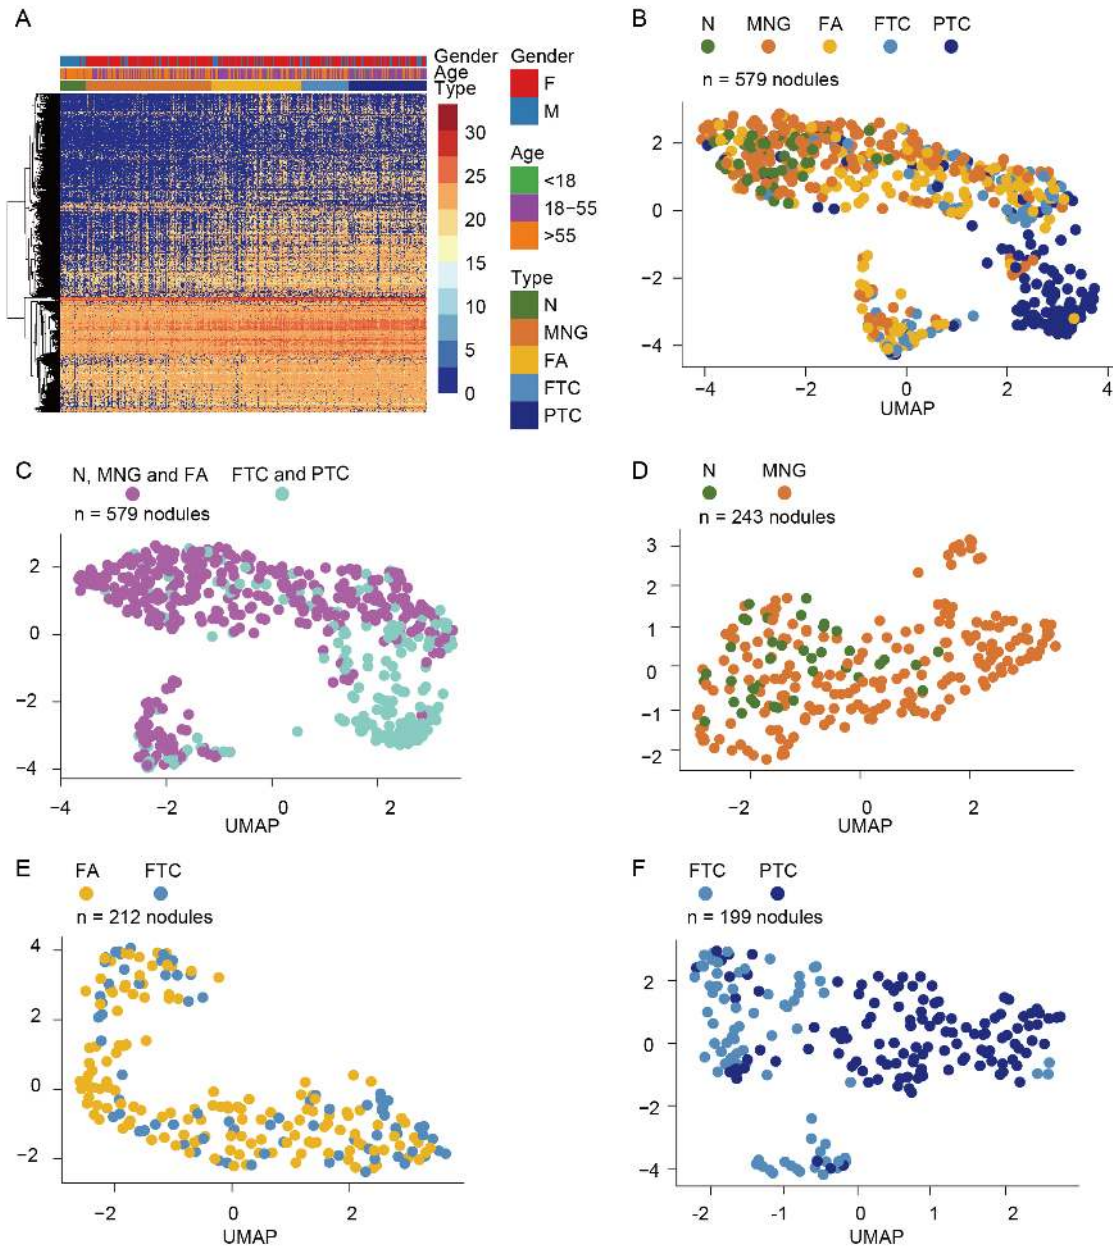 A
Gender
Age
Type
30
25
20
15
10
5
0
Gender
F
M
Age
<18
18−55
>55
Type
N
MNG
FA
FTC
PTC
B
N MNG FA FTC PTC
n = 579 nodules
2
0
−2
−4
−4 −2 0 2 4
UMAP
C
N, MNG and FA FTC and PTC
n = 579 nodules
2
0
−2
−4
−4 −2 0 2
UMAP
D
N MNG
n = 243 nodules
3
2
1
0
−1
−2
−2 0 2
UMAP
E
FA FTC
n = 212 nodules
4
2
0
−2
−2 0 2
UMAP
F
FTC PTC
n = 199 nodules
2
0
−2
−4
-2 -1 0 1 2
UMAP